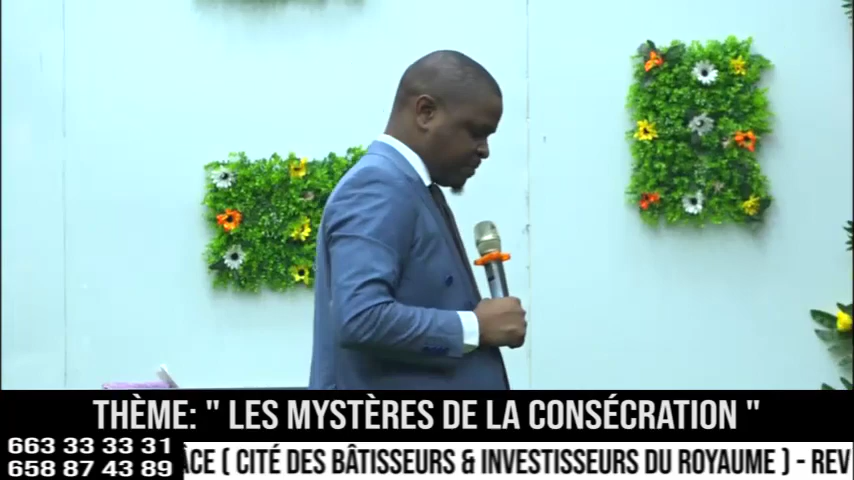 THÈME: " LES MYSTÈRES DE LA CONSÉCRATION "
663 33 33 31
658 87 43 89
ÂCE ( CITÉ DES BÂTISSEURS & INVESTISSEURS DU ROYAUME ) - REV